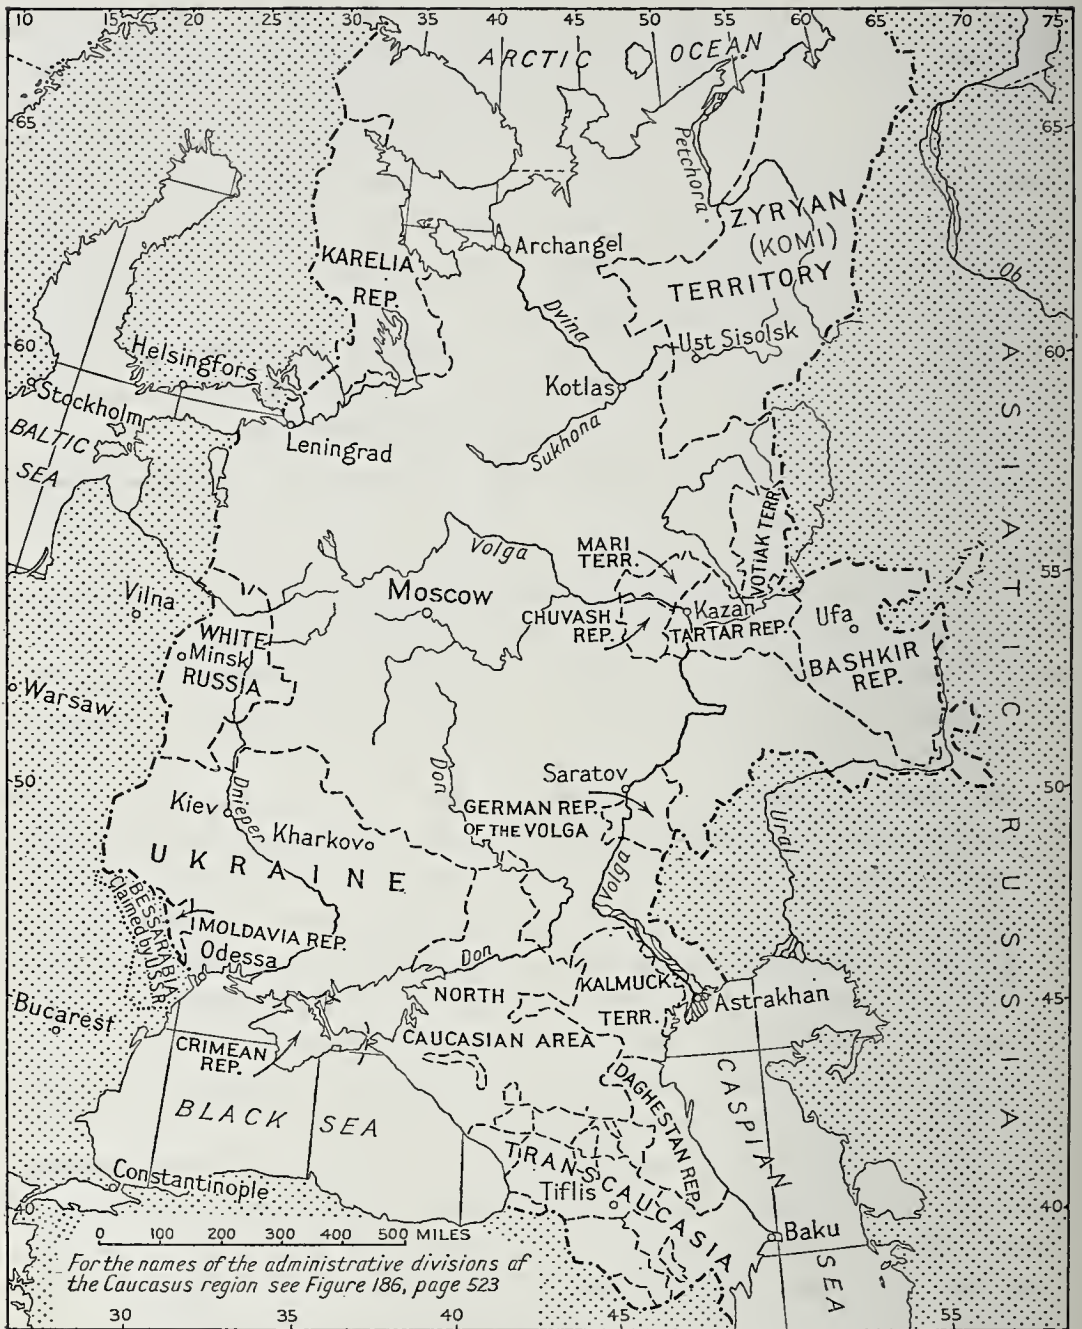 10 15 20 25 30 35 40 45 50 55 60 65 70 75
ARCTIC OCEAN
65
65
Petchora
ZYRYAN
(KOMI)
TERRITORY
Archangel
KARELIA
REP.
Dvina
Ob
60
60
Ust Sisolsk
Helsingfors
Kotlas
Stockholm
Leningrad
Sukhona
BALTIC
SEA
ASIATIC RUSSIA
Volga
MARI
TERR.
VOTIAK TERR.
55
Vilna
Moscow
CHUVASH
REP.
Kazan
TARTAR REP.
Ufa
BASHKIR
REP.
WHITE
Minsk
RUSSIA
Warsaw
50
50
Don
Saratov
GERMAN REP.
OF THE VOLGA
Kiev
Dnieper
Kharkov
Ural
UKRAINE
Volga
BESSARABIA
Claimed by U.S.S.R.
MOLDAVIA REP.
Odessa
Don
KALMUCK
TERR.
Astrakhan
45
NORTH
CAUCASIAN AREA
Bucarest
CRIMEAN
REP.
DAGHESTAN REP.
CASPIAN SEA
BLACK SEA
TRANSCAUCASIA
Tiflis
Constantinople
40
40
Baku
0 100 200 300 400 500 MILES
For the names of the administrative divisions of
the Caucasus region see Figure 186, page 523
30 35 40 45 55